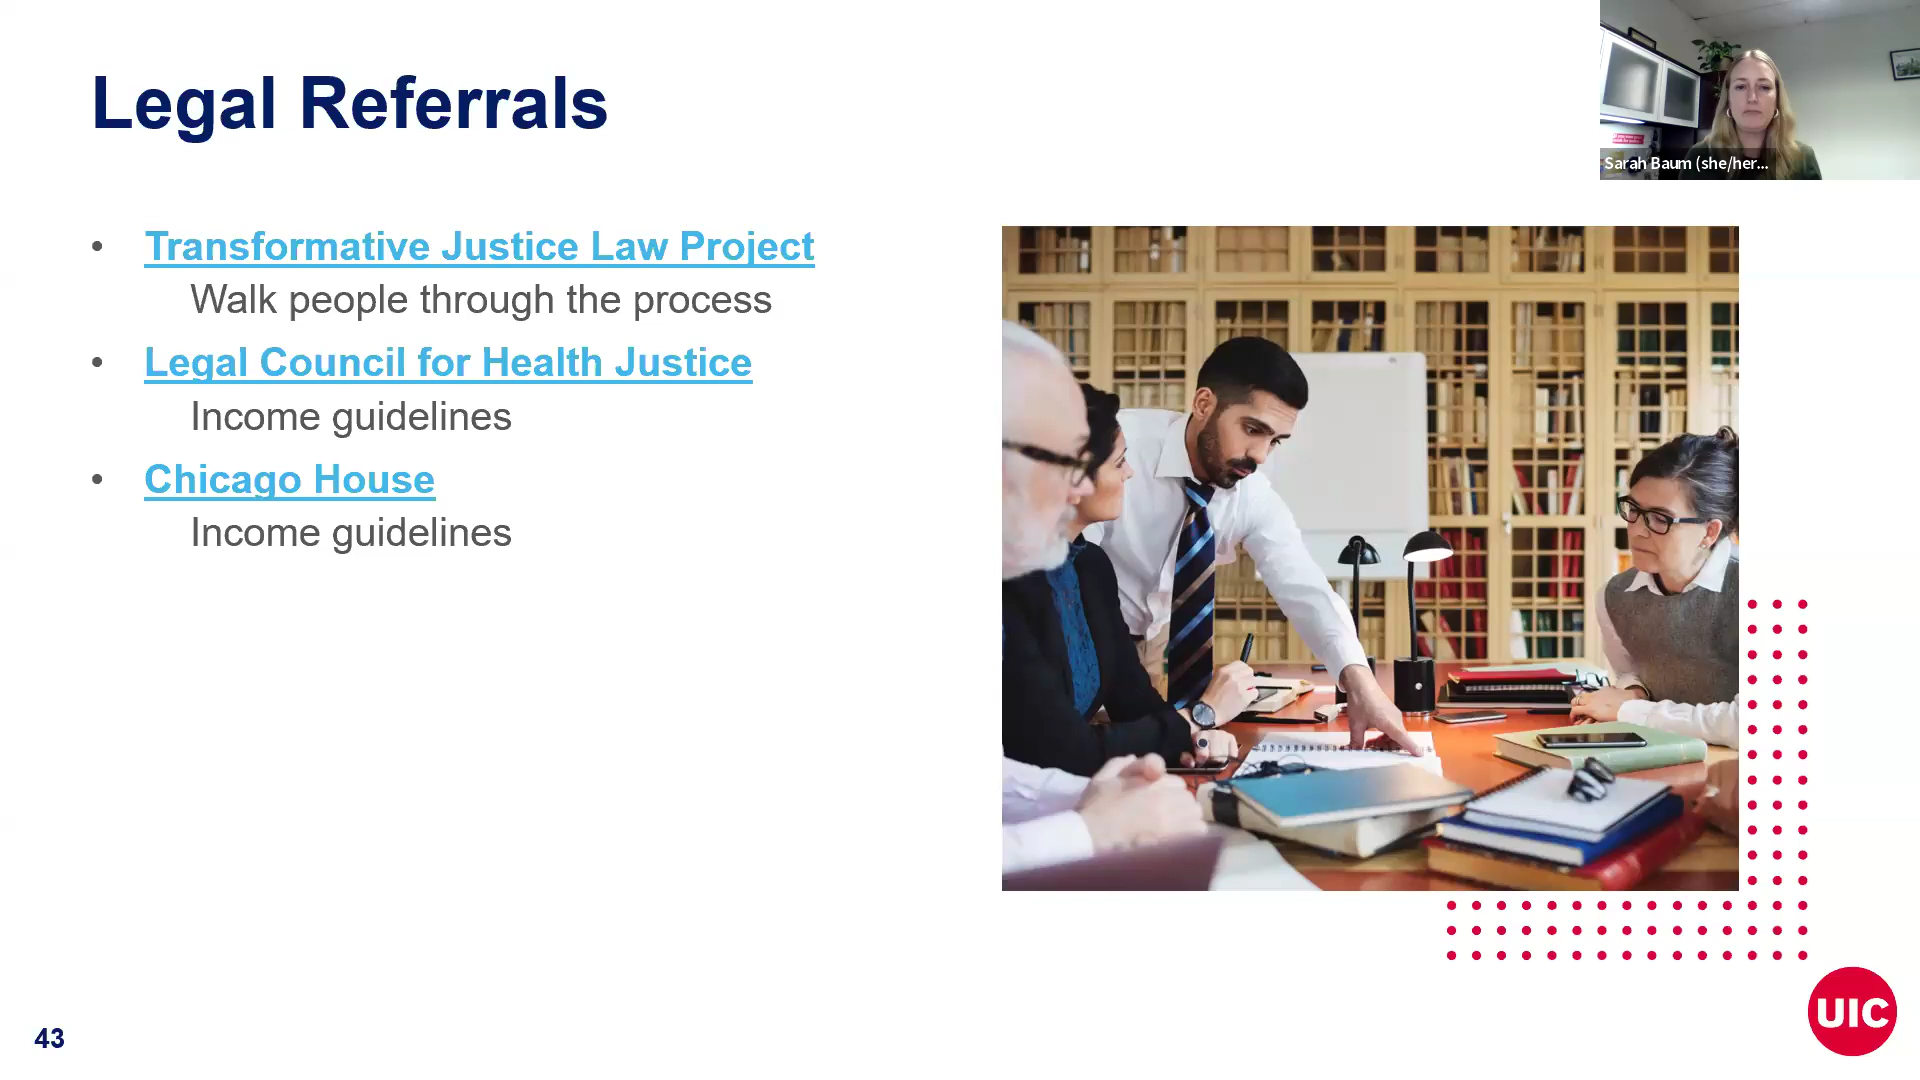 Legal Referrals
Sarah Baum (she/her...
• Transformative Justice Law Project
Walk people through the process
• Legal Council for Health Justice
Income guidelines
• Chicago House
Income guidelines
43
UIC